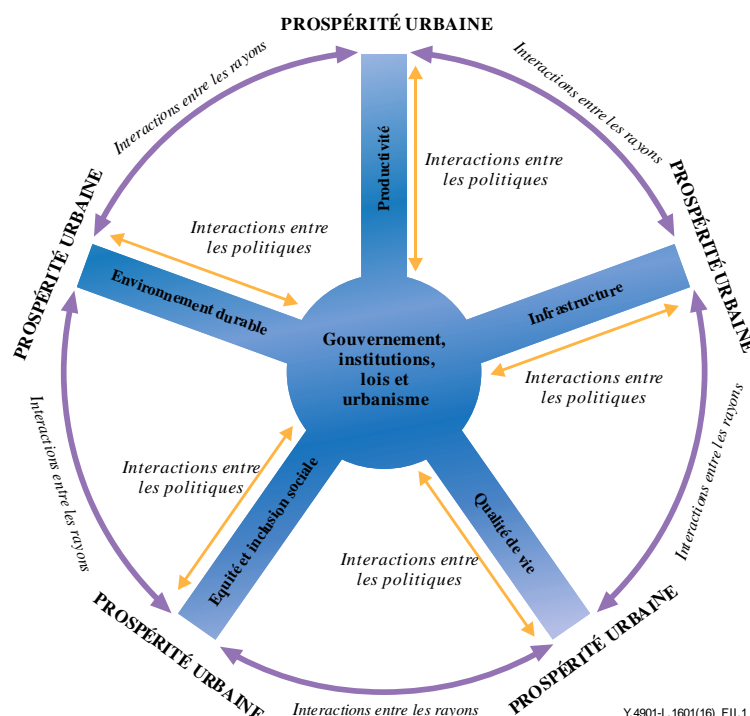 PROSPÉRITÉ URBAINE
Interactions entre les rayons
Interactions entre les rayons
Productivité
Interactions entre
les politiques
PROSPÉRITÉ URBAINE
PROSPÉRITÉ URBAINE
Interactions entre
les politiques
Environnement durable
Infrastructure
Gouvernement,
institutions,
lois et
urbanisme
Interactions entre
les politiques
Interactions entre les rayons
Interactions entre les rayons
Interactions entre
les politiques
Equité et inclusion sociale
Qualité de vie
Interactions entre
les politiques
PROSPÉRITÉ URBAINE
PROSPÉRITÉ URBAINE
Interactions entre les rayons
Y.4901-L.1601(16)_FII.1